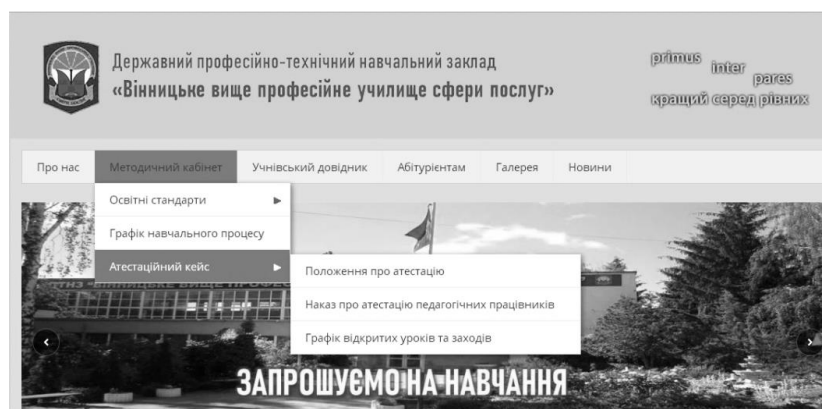 Державний професійно-технічний навчальний заклад
«Вінницьке вище професійне училище сфери послуг»
primus
inter
pares
кращий серед рівних
Про нас Методичний кабінет Учнівський довідник Абітурієнтам Галерея Новини
Освітні стандарти
Графік навчального процесу
Атестаційний кейс
Положення про атестацію
Наказ про атестацію педагогічних працівників
Графік відкритих уроків та заходів
ЗАПРОШУЄМО НА НАВЧАННЯ